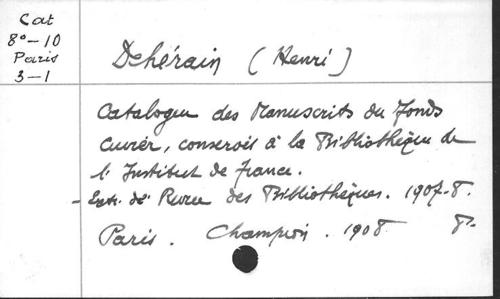 Cat
8°-10
Paris
3-1
Dehérain (Henri)
Catalogue des Manuscrits du fonds
Cuvier, conservés à la Bibliothèque de
l'Institut de france.
- Extr. de Revue des Bibliothèques. 1907-8.
Paris. Champion. 1908 8°.